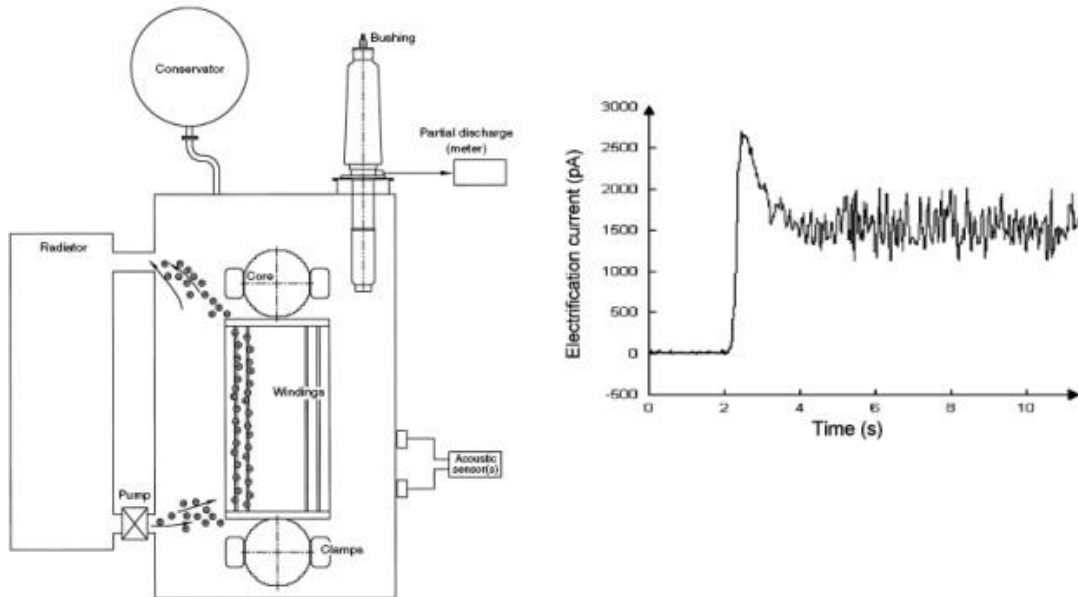 Conservator
Bushing
Partial discharge
(meter)
Radiator
Core
Windings
Pump
Acoustic
sensor(s)
Clamps
Electrification current (pA)
3000
2500
2000
1500
1000
500
0
-500
0
2
4
6
8
10
Time (s)